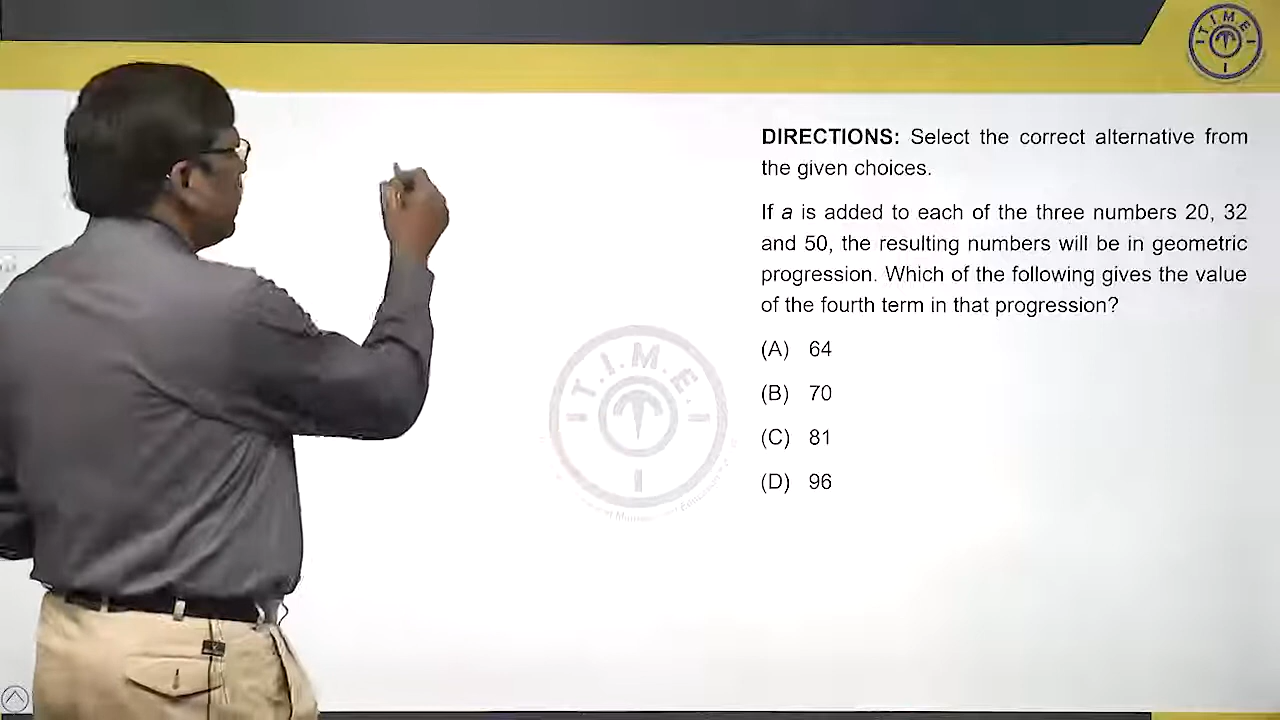 T.I.M.E.
DIRECTIONS: Select the correct alternative from
the given choices.
If a is added to each of the three numbers 20, 32
and 50, the resulting numbers will be in geometric
progression. Which of the following gives the value
of the fourth term in that progression?
(A) 64
(B) 70
(C) 81
(D) 96
T.I.M.E.